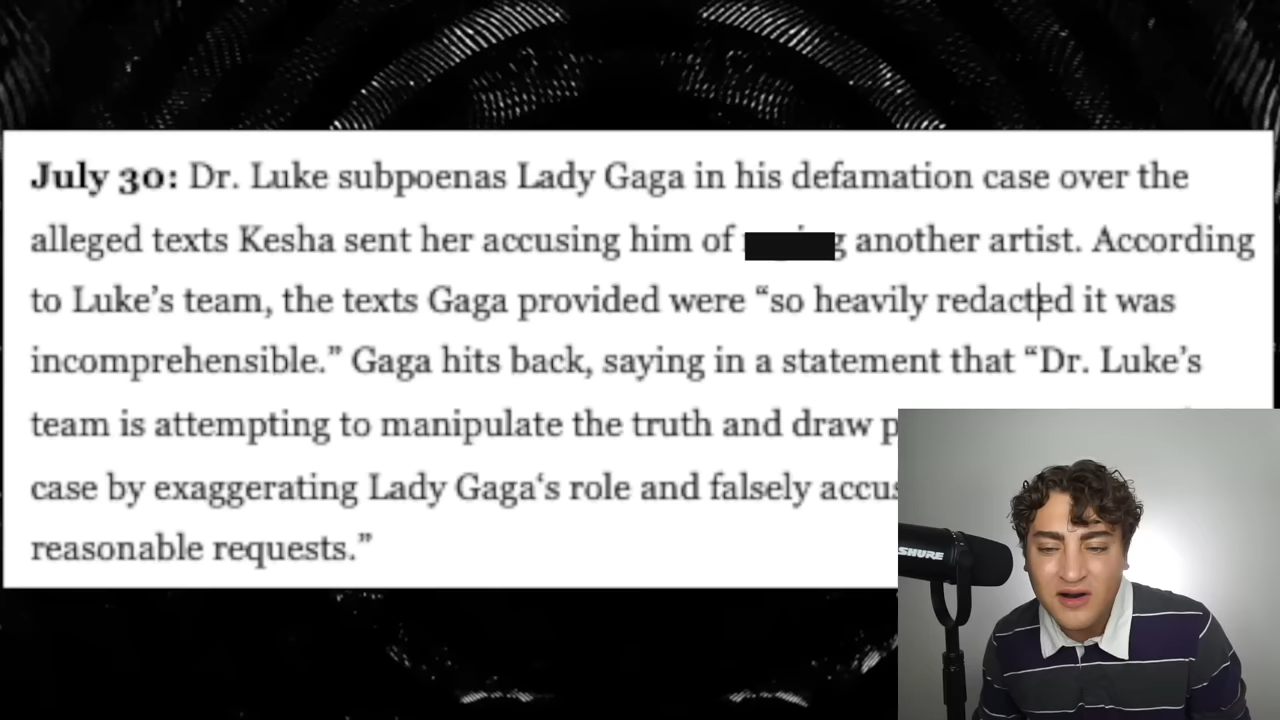 July 30: Dr. Luke subpoenas Lady Gaga in his defamation case over the
alleged texts Kesha sent her accusing him of another artist. According
to Luke’s team, the texts Gaga provided were “so heavily redacted it was
incomprehensible.” Gaga hits back, saying in a statement that “Dr. Luke’s
team is attempting to manipulate the truth and draw
case by exaggerating Lady Gaga‘s role and falsely
reasonable requests.”
SHURE